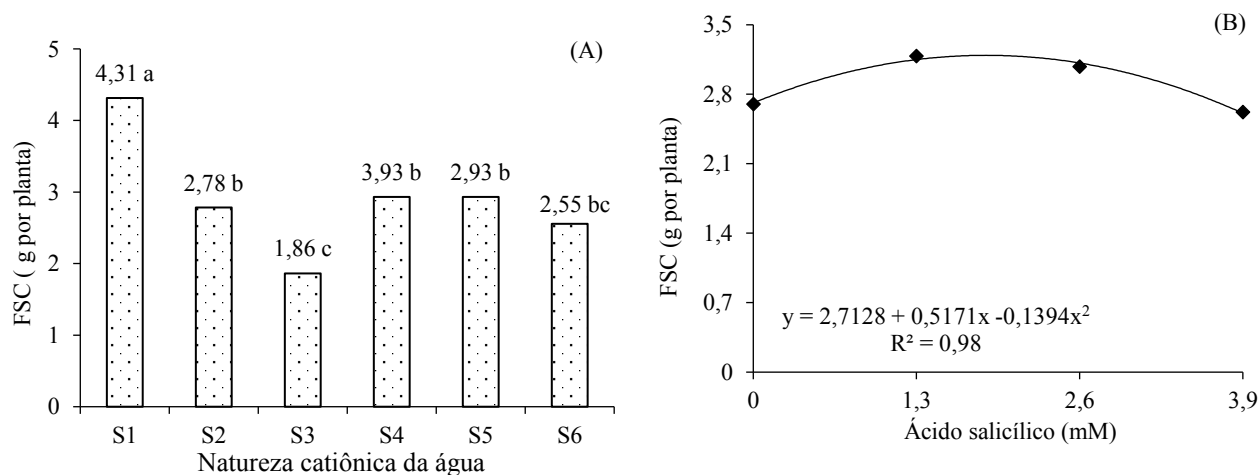 (A)
FSC ( g por planta)
5
4
3
2
1
0
4,31 a
2,78 b
1,86 c
3,93 b
2,93 b
2,55 bc
S1 S2 S3 S4 S5 S6
Natureza catiônica da água
(B)
FSC (g por planta)
3,5
2,8
2,1
1,4
0,7
0
y = 2,7128 + 0,5171x -0,1394x²
R² = 0,98
0 1,3 2,6 3,9
Ácido salicílico (mM)